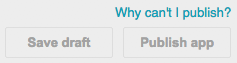 Why can't I publish?
Save draft
Publish app